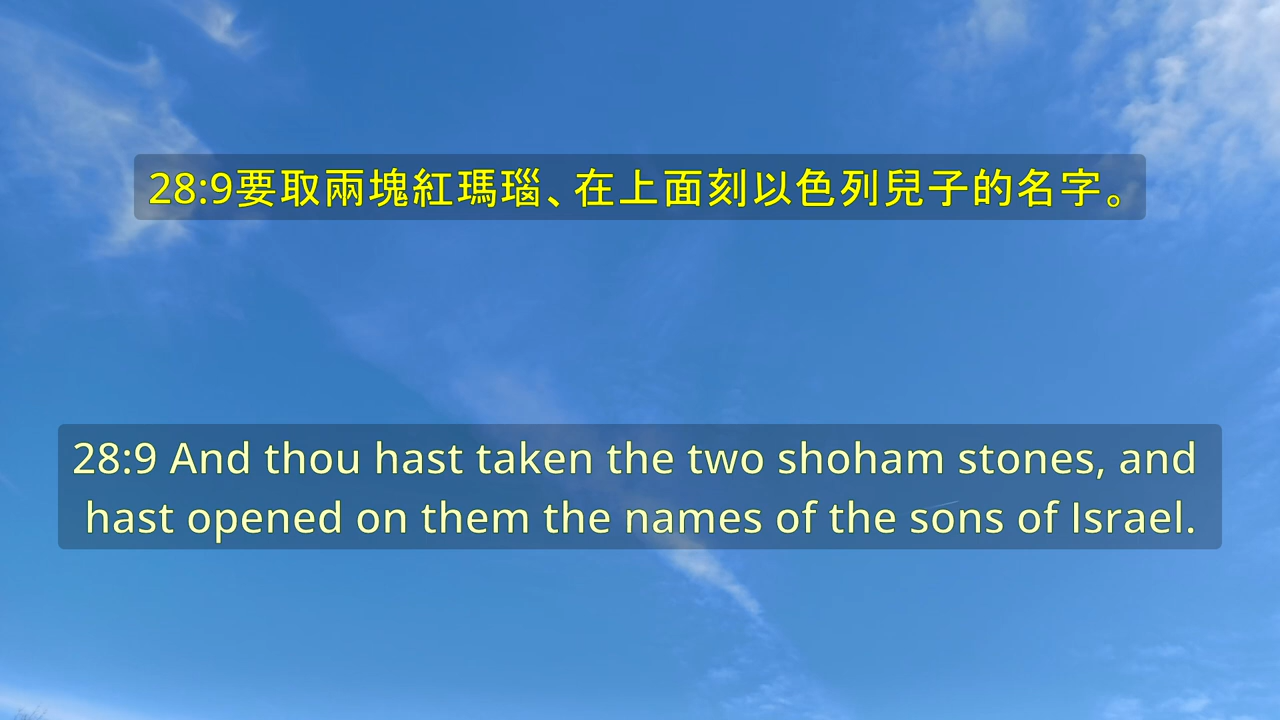 28:9要取兩塊紅瑪瑙、在上面刻以色列兒子的名字。
28:9 And thou hast taken the two shoham stones, and
hast opened on them the names of the sons of Israel.